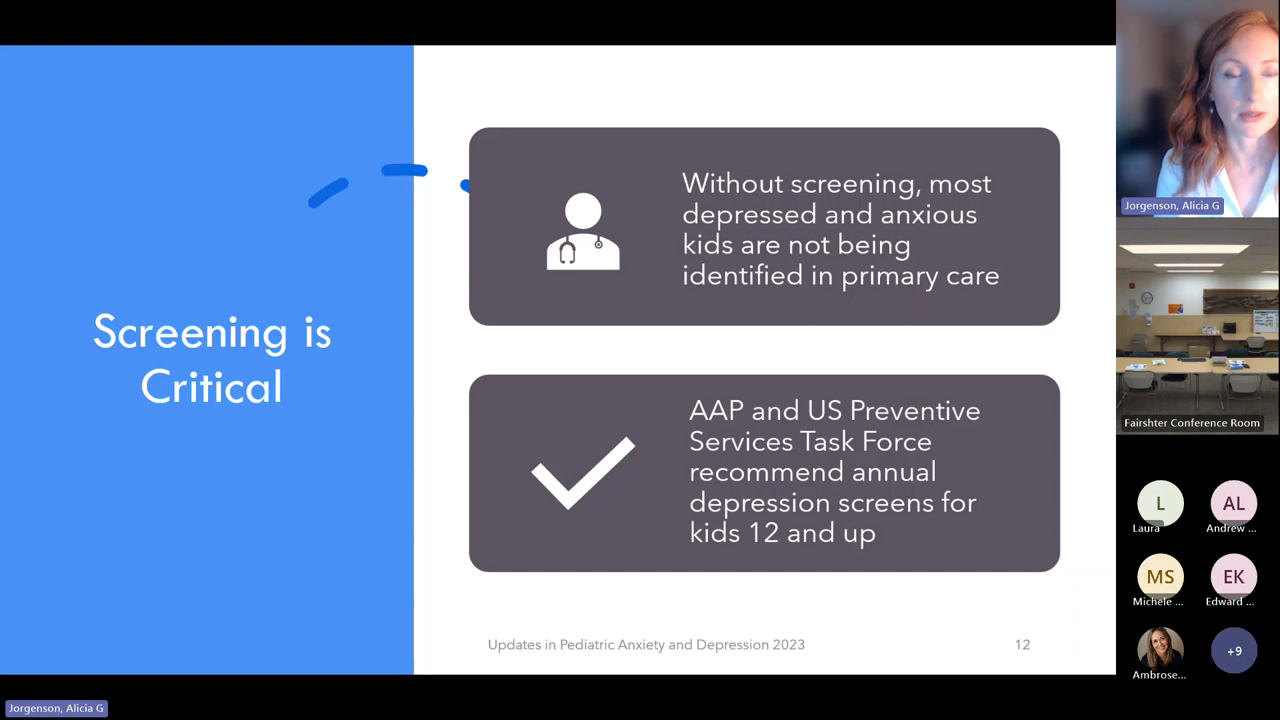 Screening is
Critical
Without screening, most
depressed and anxious
kids are not being
identified in primary care
AAP and US Preventive
Services Task Force
recommend annual
depression screens for
kids 12 and up
Updates in Pediatric Anxiety and Depression 2023
12
Jorgenson, Alicia G
Fairshter Conference Room
L
Laura
AL
Andrew ...
MS
Michele ...
EK
Edward ...
Ambrose...
+9
Jorgenson, Alicia G